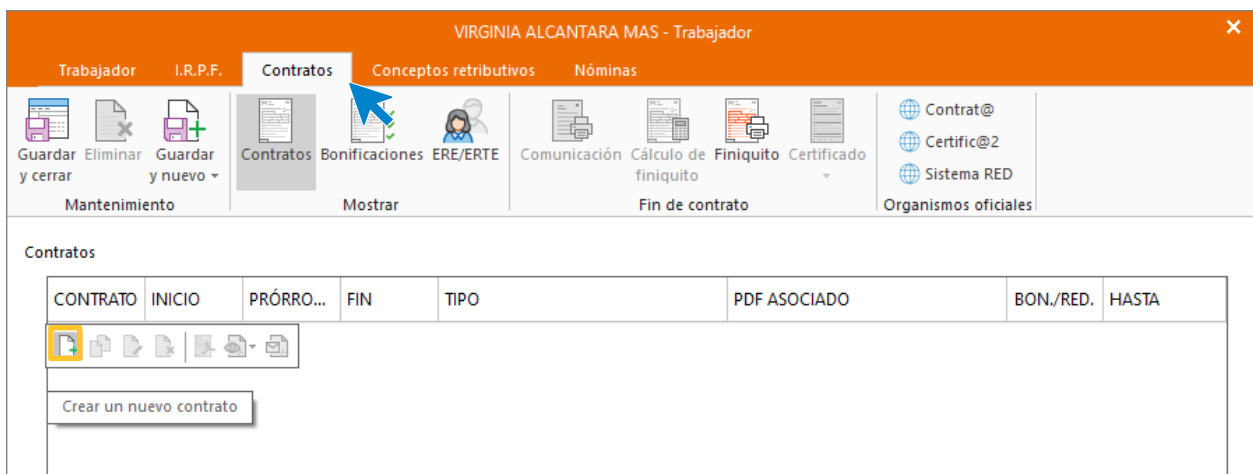 VIRGINIA ALCANTARA MAS - Trabajador
Trabajador I.R.P.F. Contratos Conceptos retributivos Nóminas
Guardar y cerrar Eliminar Guardar y nuevo Contratos Bonificaciones ERE/ERTE Comunicación Cálculo de finiquito Finiquito Certificado
Contrat@
Certific@2
Sistema RED
Mantenimiento Mostrar Fin de contrato Organismos oficiales
Contratos
CONTRATO INICIO PRÓRRO... FIN TIPO PDF ASOCIADO BON./RED. HASTA
Crear un nuevo contrato